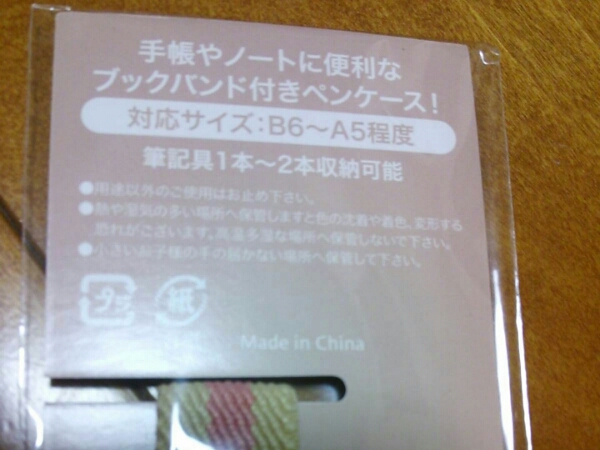 手帳やノートに便利な
ブックバンド付きペンケース!
対応サイズ:B6〜A5程度
筆記具1本〜2本収納可能
●用途以外のご使用はお止め下さい。
●熱や湿気の多い場所へ保管しますと色の沈着や着色、変形する
恐れがございます。高温多湿な場所へ保管しないで下さい。
●小さいお子様の手の届かない場所へ保管して下さい。
プラ 紙
Made in China